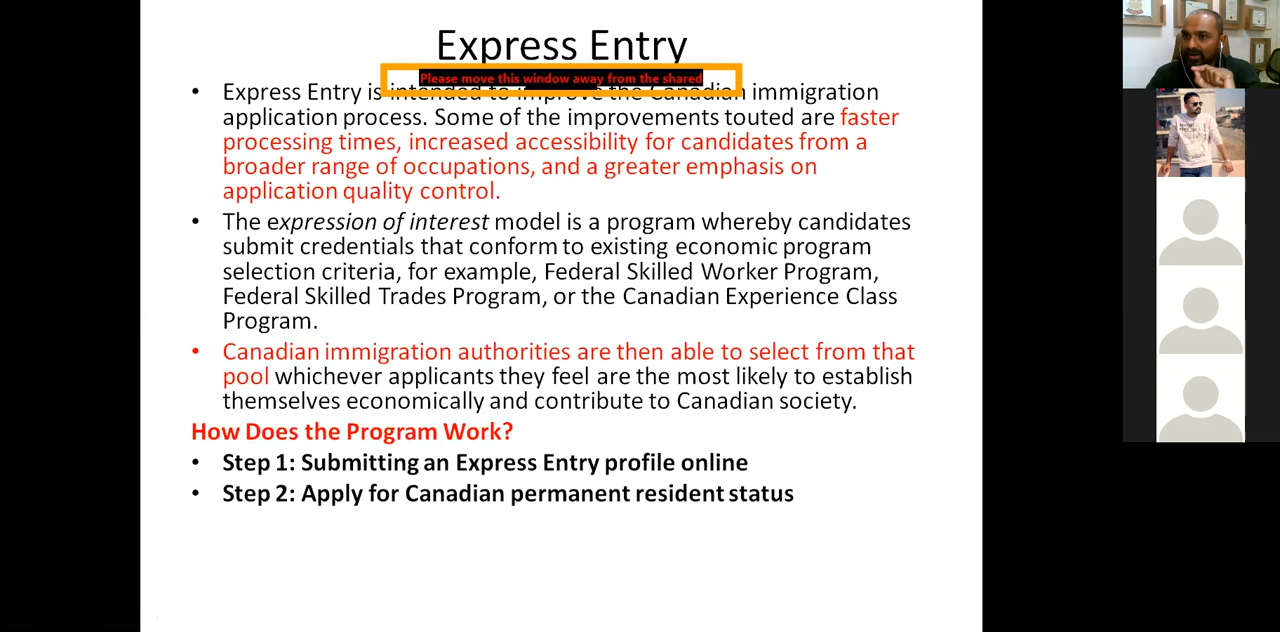 Express Entry
Please move this window away from the shared
• Express Entry is intended to improve the Canadian immigration
application process. Some of the improvements touted are faster
processing times, increased accessibility for candidates from a
broader range of occupations, and a greater emphasis on
application quality control.
• The expression of interest model is a program whereby candidates
submit credentials that conform to existing economic program
selection criteria, for example, Federal Skilled Worker Program,
Federal Skilled Trades Program, or the Canadian Experience Class
Program.
• Canadian immigration authorities are then able to select from that
pool whichever applicants they feel are the most likely to establish
themselves economically and contribute to Canadian society.
How Does the Program Work?
• Step 1: Submitting an Express Entry profile online
• Step 2: Apply for Canadian permanent resident status